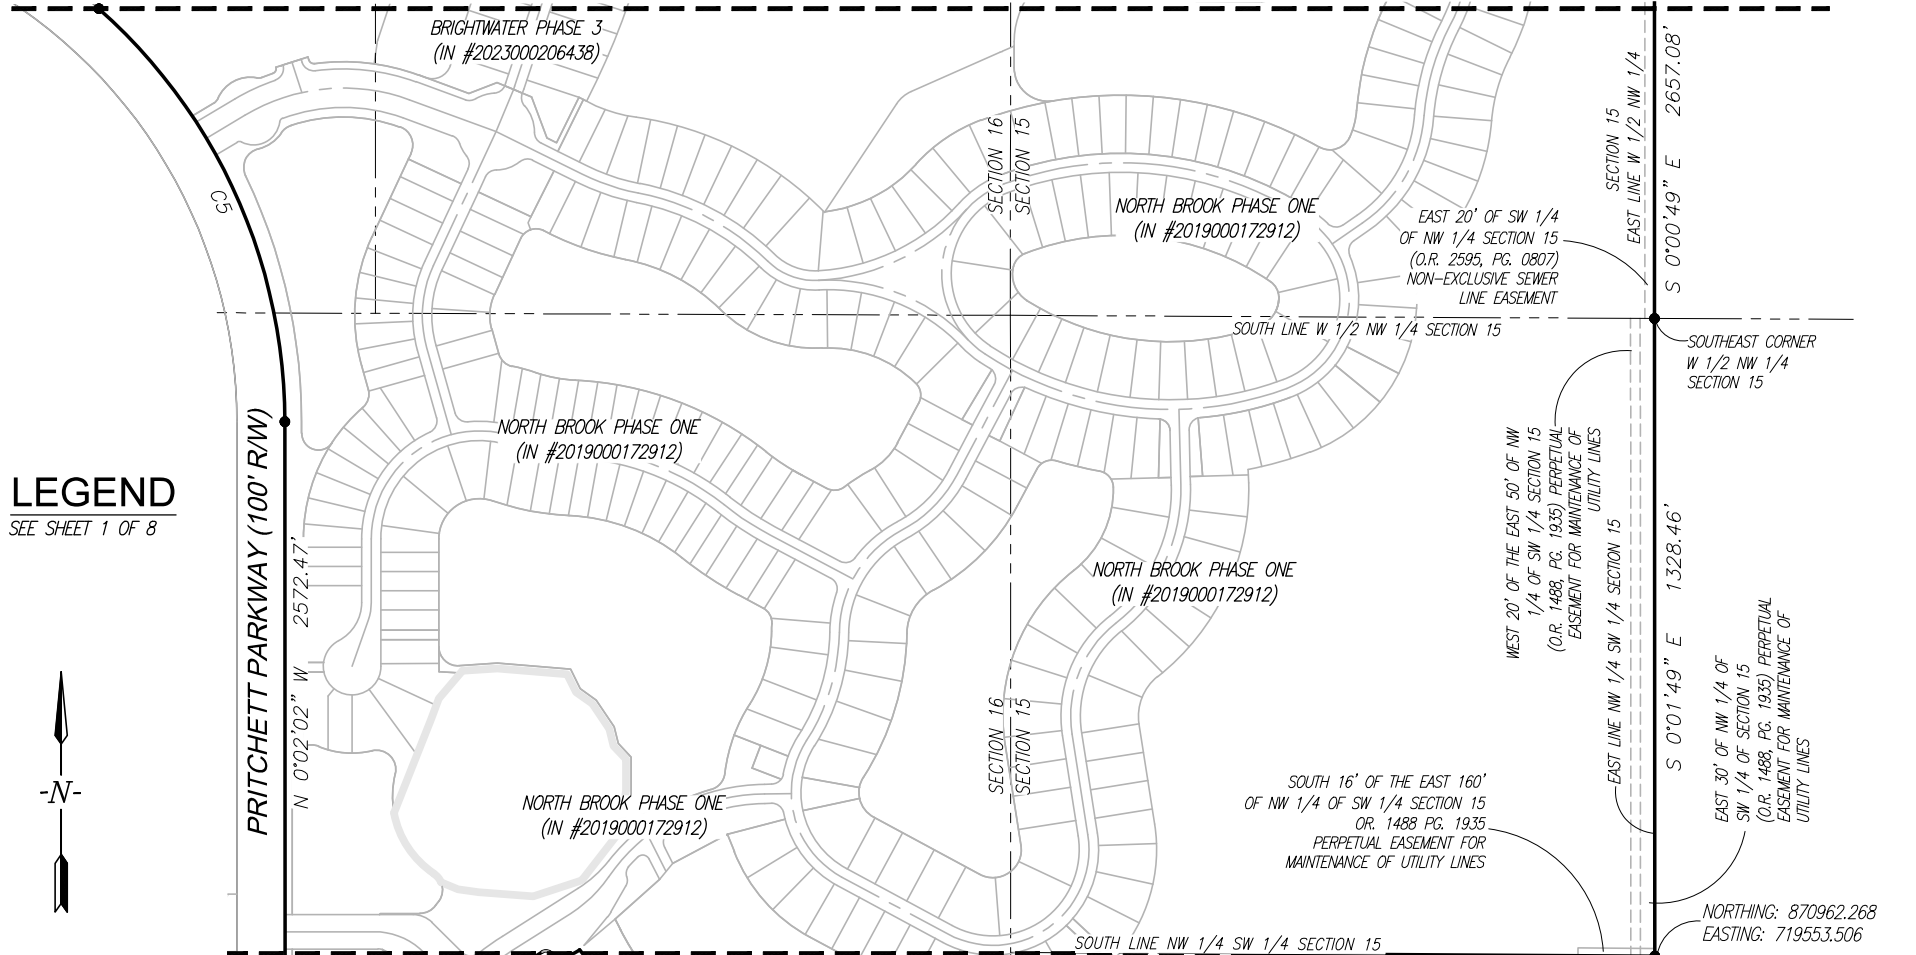 BRIGHTWATER PHASE 3
(IN #2023000206438)
C5
SECTION 16
SECTION 15
NORTH BROOK PHASE ONE
(IN #2019000172912)
SECTION 15
EAST LINE W 1/2 NW 1/4
S 0°00'49" E 2657.08'
EAST 20' OF SW 1/4
OF NW 1/4 SECTION 15
(O.R. 2595, PG. 0807)
NON-EXCLUSIVE SEWER
LINE EASEMENT
SOUTH LINE W 1/2 NW 1/4 SECTION 15
SOUTHEAST CORNER
W 1/2 NW 1/4
SECTION 15
NORTH BROOK PHASE ONE
(IN #2019000172912)
LEGEND
SEE SHEET 1 OF 8
PRITCHETT PARKWAY (100' R/W)
N 0°02'02" W 2572.47'
WEST 20' OF THE EAST 50' OF NW
1/4 OF SW 1/4 SECTION 15
(O.R. 1488, PG. 1935) PERPETUAL
EASEMENT FOR MAINTENANCE OF
UTILITY LINES
EAST LINE NW 1/4 SW 1/4 SECTION 15
S 0°01'49" E 1328.46'
NORTH BROOK PHASE ONE
(IN #2019000172912)
EAST 30' OF NW 1/4 OF
SW 1/4 OF SECTION 15
(O.R. 1488, PG. 1935) PERPETUAL
EASEMENT FOR MAINTENANCE OF
UTILITY LINES
-N-
SECTION 16
SECTION 15
NORTH BROOK PHASE ONE
(IN #2019000172912)
SOUTH 16' OF THE EAST 160'
OF NW 1/4 OF SW 1/4 SECTION 15
OR. 1488 PG. 1935
PERPETUAL EASEMENT FOR
MAINTENANCE OF UTILITY LINES
NORTHING: 870962.268
EASTING: 719553.506
SOUTH LINE NW 1/4 SW 1/4 SECTION 15